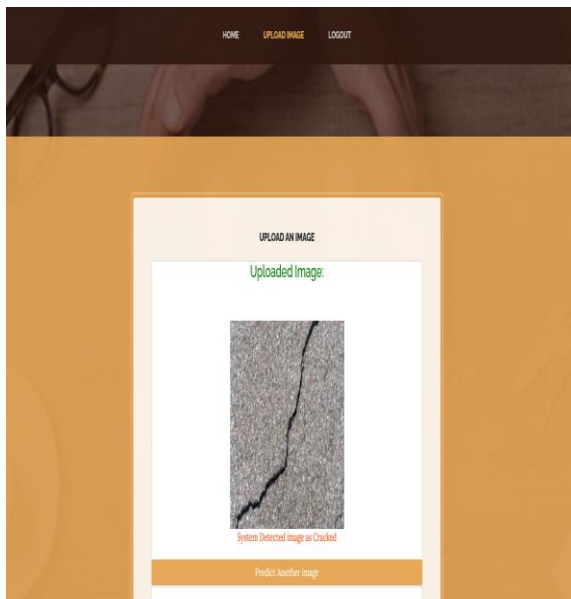 HOME UPLOAD IMAGE LOGOUT
UPLOAD AN IMAGE
Uploaded Image:
System Detected image as Cracked
Predict Another image